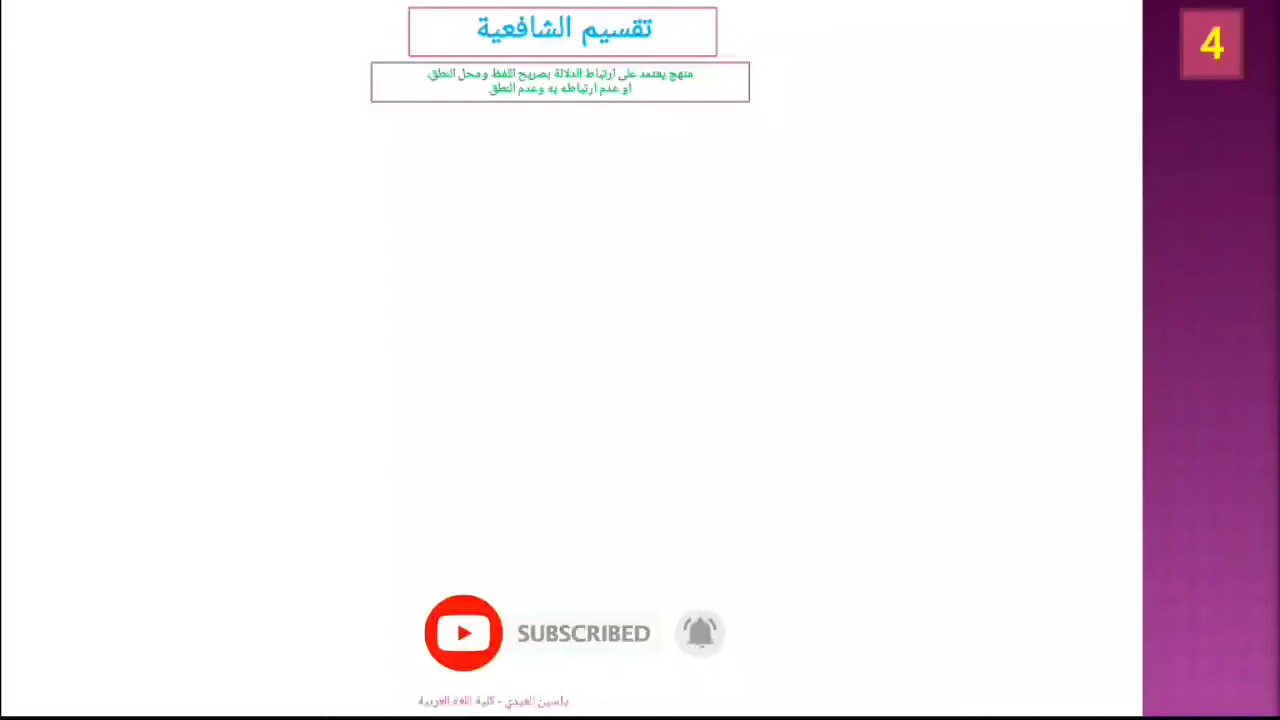 تقسيم الشافعية
4
منهج يعتمد على ارتباط الدلالة بصريح اللفظ ومحل النطق،
او عدم ارتباطه به وعدم النطق.
SUBSCRIBED
ياسين العيدي - كلية اللغة العربية